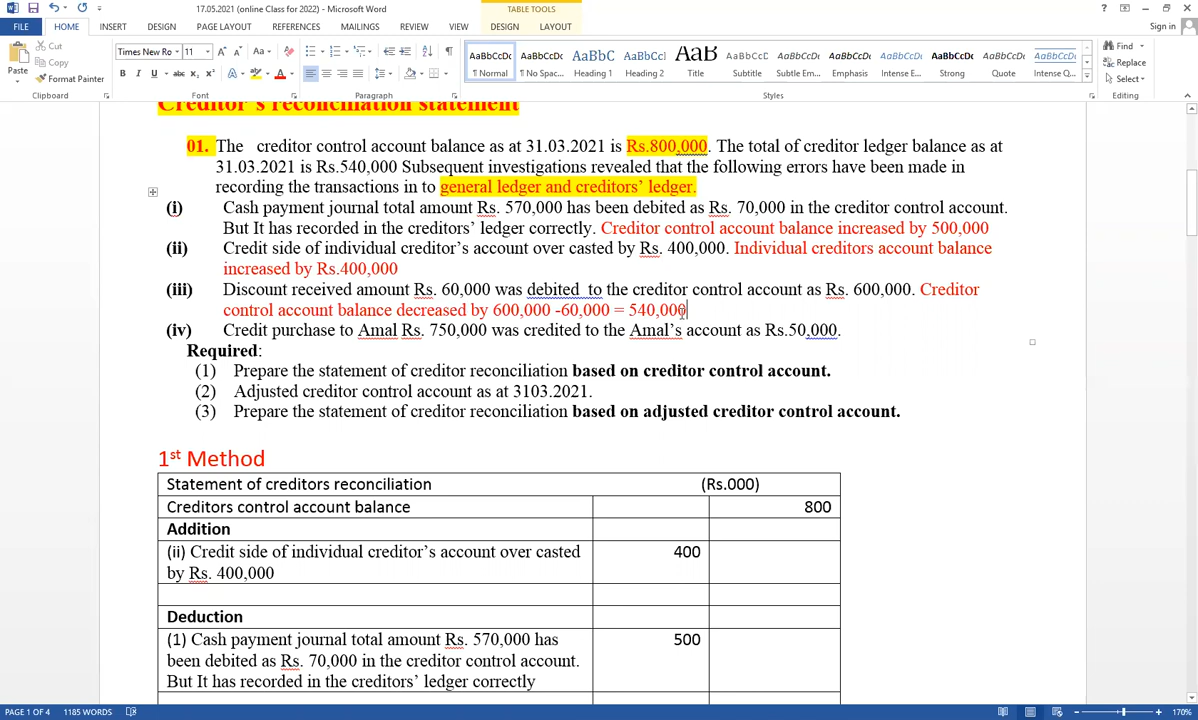 17.05.2021 (online Class for 2022) - Microsoft Word
TABLE TOOLS
FILE HOME INSERT DESIGN PAGE LAYOUT REFERENCES MAILINGS REVIEW VIEW DESIGN LAYOUT Sign in
Paste
Cut
Copy
Format Painter
Times New Ro 11
AaBbCcDc AaBbCcDc AaBbC AaBbCcl AaB AaBbCcC AaBbCcDt AaBbCcDt AaBbCcDt AaBbCcDc AaBbCcDt AaBbCcDt
¶ Normal ¶ No Spac... Heading 1 Heading 2 Title Subtitle Subtle Em... Emphasis Intense E... Strong Quote Intense Q...
Find
Replace
Select
Clipboard Font Paragraph Styles Editing
Creditor's reconciliation statement
01. The creditor control account balance as at 31.03.2021 is Rs.800,000. The total of creditor ledger balance as at
31.03.2021 is Rs.540,000 Subsequent investigations revealed that the following errors have been made in
recording the transactions in to general ledger and creditors' ledger.
(i) Cash payment journal total amount Rs. 570,000 has been debited as Rs. 70,000 in the creditor control account.
But It has recorded in the creditors' ledger correctly. Creditor control account balance increased by 500,000
(ii) Credit side of individual creditor's account over casted by Rs. 400,000. Individual creditors account balance
increased by Rs.400,000
(iii) Discount received amount Rs. 60,000 was debited to the creditor control account as Rs. 600,000. Creditor
control account balance decreased by 600,000 -60,000 = 540,000
(iv) Credit purchase to Amal Rs. 750,000 was credited to the Amal's account as Rs.50,000.
Required:
(1) Prepare the statement of creditor reconciliation based on creditor control account.
(2) Adjusted creditor control account as at 3103.2021.
(3) Prepare the statement of creditor reconciliation based on adjusted creditor control account.
1st Method
Statement of creditors reconciliation (Rs.000)
Creditors control account balance 800
Addition
(ii) Credit side of individual creditor's account over casted 400
by Rs. 400,000
Deduction
(1) Cash payment journal total amount Rs. 570,000 has 500
been debited as Rs. 70,000 in the creditor control account.
But It has recorded in the creditors' ledger correctly
PAGE 1 OF 4 1185 WORDS 170%